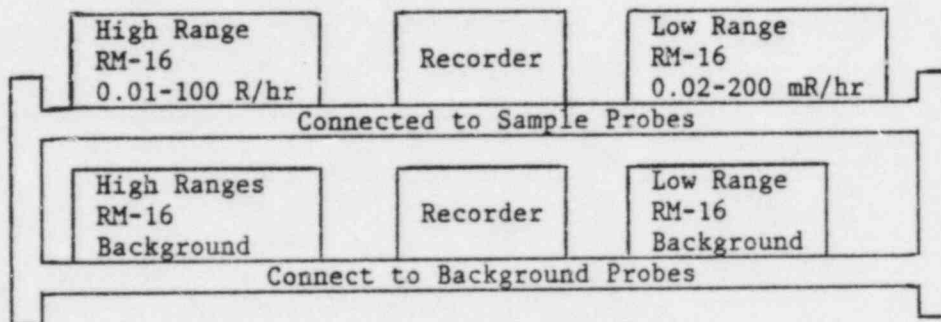 High Range
RM-16
0.01-100 R/hr
Recorder
Low Range
RM-16
0.02-200 mR/hr
Connected to Sample Probes
High Ranges
RM-16
Background
Recorder
Low Range
RM-16
Background
Connect to Background Probes